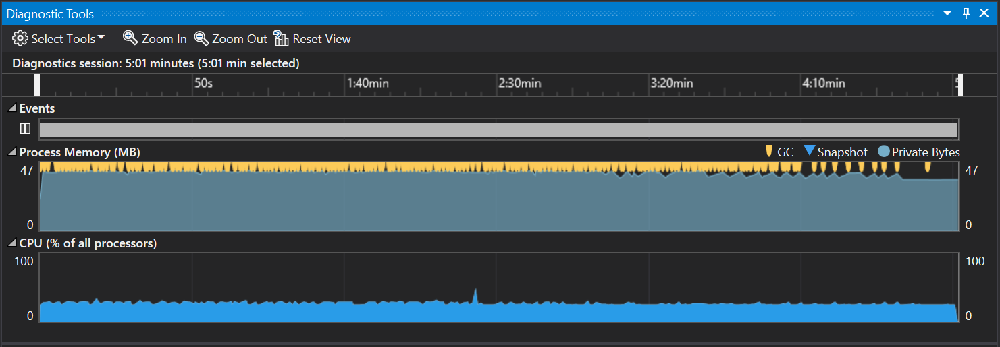 Diagnostic Tools
Select Tools Zoom In Zoom Out Reset View
Diagnostics session: 5:01 minutes (5:01 min selected)
50s 1:40min 2:30min 3:20min 4:10min
Events
Process Memory (MB) GC Snapshot Private Bytes
47 47
0 0
CPU (% of all processors)
100 100
0 0